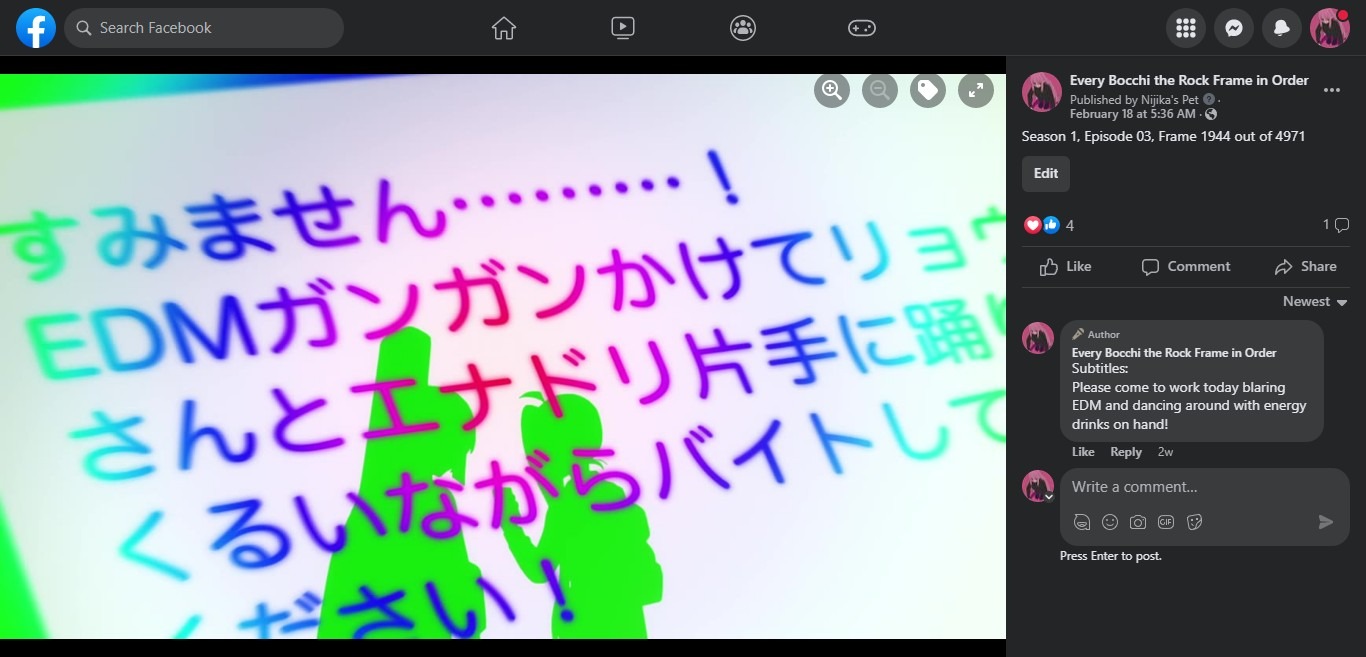 Search Facebook
すみません………！
EDMガンガンかけてリョウ
さんとエナドリ片手に踊り
くるいながらバイトして
ください！
Every Bocchi the Rock Frame in Order
Published by Nijika's Pet
February 18 at 5:36 AM
Season 1, Episode 03, Frame 1944 out of 4971
Edit
4
1
Like
Comment
Share
Newest
Author
Every Bocchi the Rock Frame in Order
Subtitles:
Please come to work today blaring
EDM and dancing around with energy
drinks on hand!
Like Reply 2w
Write a comment...
GIF
Press Enter to post.